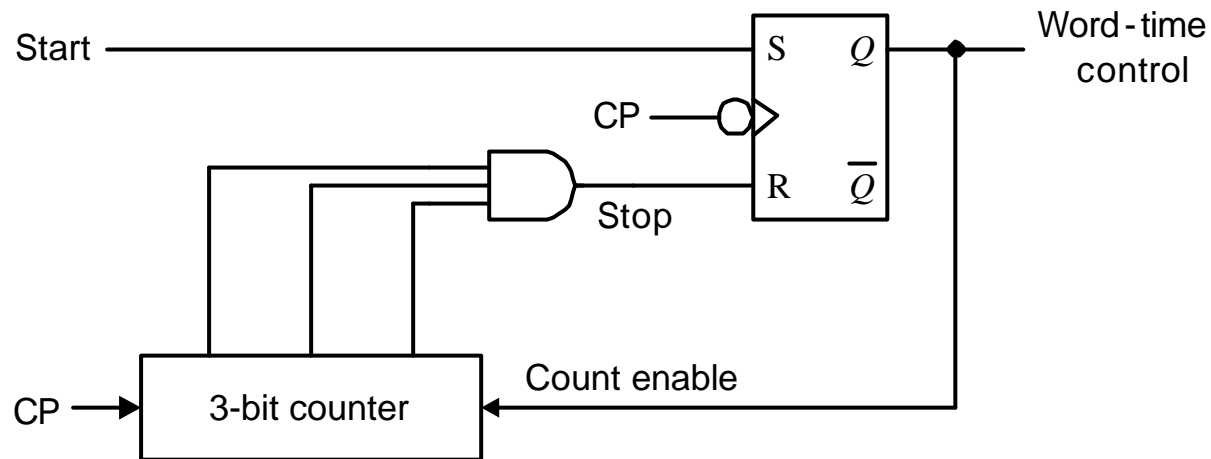 Start
Word-time
control
S
Q
CP
R
Q̅
Stop
Count enable
CP
3-bit counter